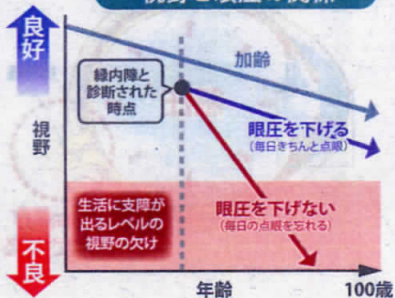 良好
加齢
緑内障と
診断された
時点
視野
眼圧を下げる
(毎日きちんと点眼)
生活に支障が
出るレベルの
視野の欠け
眼圧を下げない
(毎日の点眼を忘れる)
不良
年齢
100歳